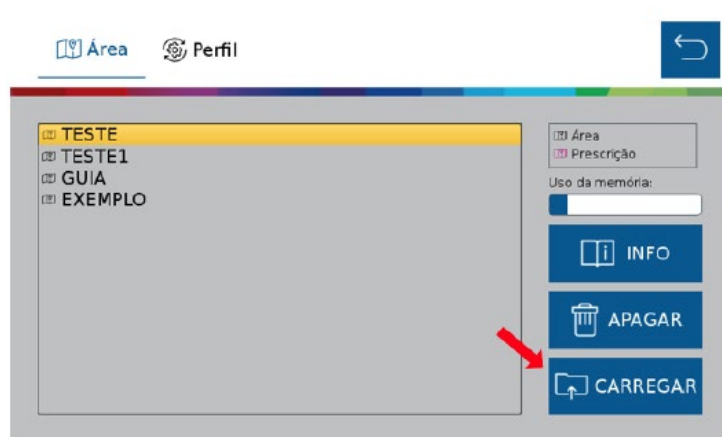 Área Perfil
TESTE
TESTE1
GUIA
EXEMPLO
Área
Prescrição
Uso da memória:
INFO
APAGAR
CARREGAR